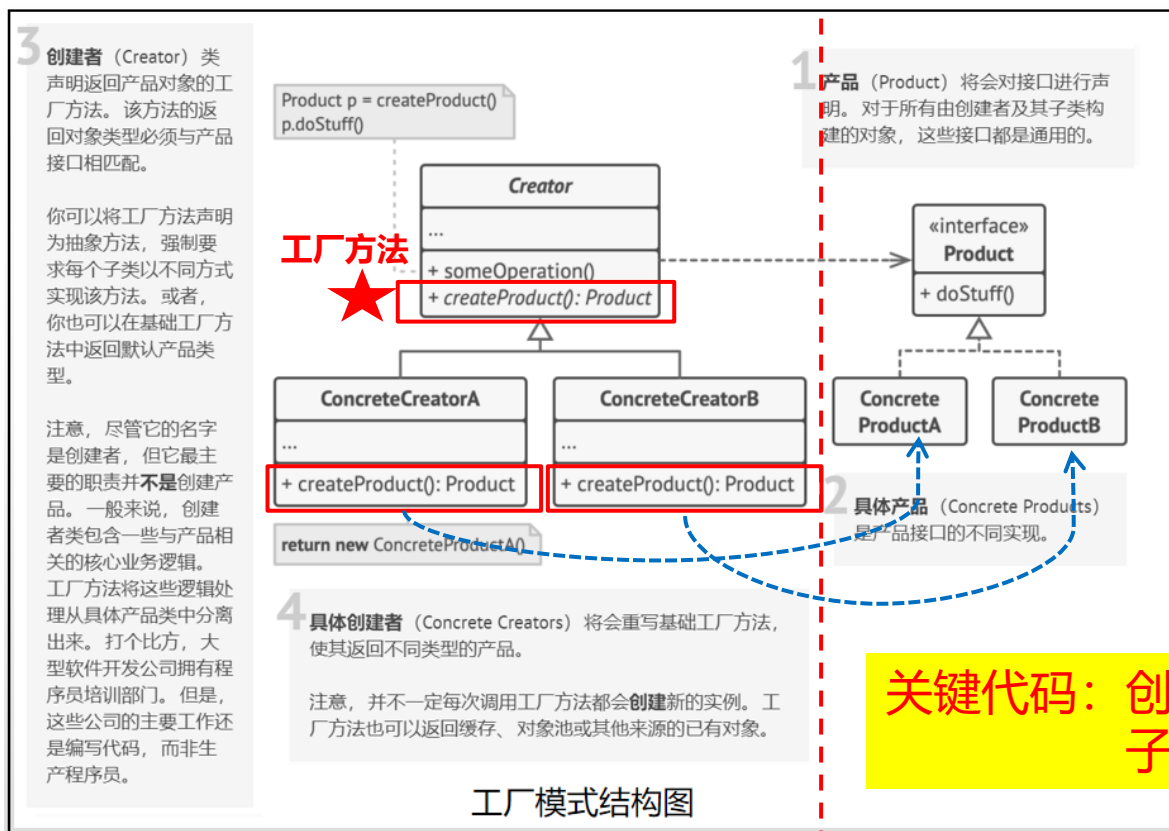 3
创建者（Creator）类
声明返回产品对象的工
厂方法。该方法的返
回对象类型必须与产品
接口相匹配。
你可以将工厂方法声明
为抽象方法，强制要
求每个子类以不同方式
实现该方法。或者，
你也可以在基础工厂方
法中返回默认产品类
型。
注意，尽管它的名字
是创建者，但它最主
要的职责并不是创建产
品。一般来说，创建
者类包含一些与产品相
关的核心业务逻辑。
工厂方法将这些逻辑处
理从具体产品类中分离
出来。打个比方，大
型软件开发公司拥有程
序员培训部门。但是，
这些公司的主要工作还
是编写代码，而非生
产程序员。
Product p = createProduct()
p.doStuff()
工厂方法
Creator
...
+ someOperation()
+ createProduct(): Product
ConcreteCreatorA
...
+ createProduct(): Product
ConcreteCreatorB
...
+ createProduct(): Product
return new ConcreteProductA()
4
具体创建者（Concrete Creators）将会重写基础工厂方法，
使其返回不同类型的产品。
注意，并不一定每次调用工厂方法都会创建新的实例。工
厂方法也可以返回缓存、对象池或其他来源的已有对象。
工厂模式结构图
1
产品（Product）将会对接口进行声
明。对于所有由创建者及其子类构
建的对象，这些接口都是通用的。
«interface»
Product
+ doStuff()
Concrete
ProductA
Concrete
ProductB
2
具体产品（Concrete Products）
是产品接口的不同实现。
关键代码：创
子